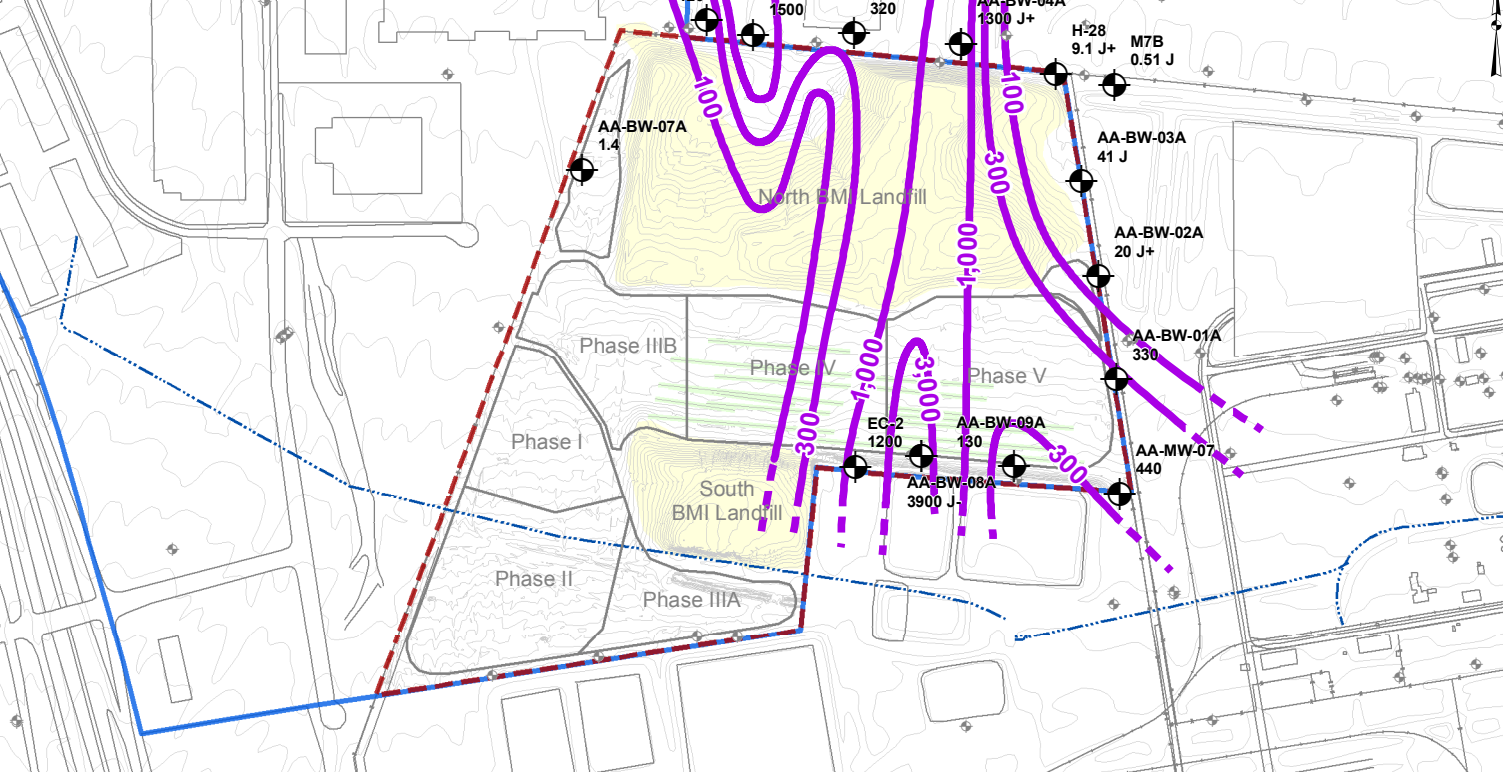 1500
320
AA-BW-04A
1300 J+
H-28
9.1 J+
M7B
0.51 J
100
100
AA-BW-07A
1.4
AA-BW-03A
41 J
300
North BMI Landfill
AA-BW-02A
20 J+
1,000
AA-BW-01A
330
Phase IIIB
Phase IV
1,000
3,000
Phase V
EC-2
1200
AA-BW-09A
130
300
Phase I
300
AA-MW-07
440
South
BMI Landfill
AA-BW-08A
3900 J-
Phase II
Phase IIIA